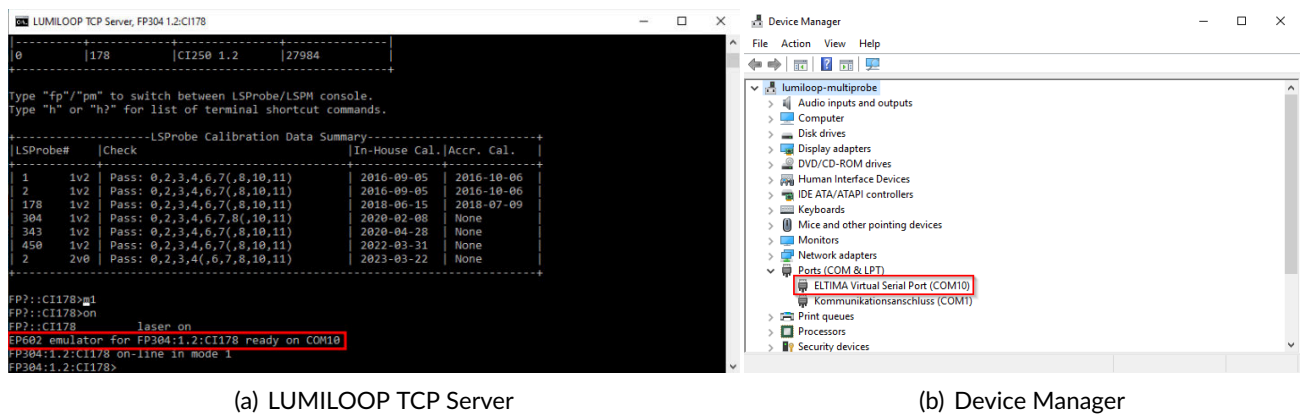 LUMILOOP TCP Server, FP304 1.2:CI178
|----------+------------+---------------+---------------|
|0 |178 |CI250 1.2 |27984 |
+-------------------------------------------------------+
Type "fp"/"pm" to switch between LSProbe/LSPM console.
Type "h" or "h?" for list of terminal shortcut commands.
+--------------------LSProbe Calibration Data Summary-------------------------+
|LSProbe# |Check |In-House Cal.|Accr. Cal. |
| 1 1v2 | Pass: 0,2,3,4,6,7(,8,10,11) | 2016-09-05 | 2016-10-06 |
| 2 1v2 | Pass: 0,2,3,4,6,7(,8,10,11) | 2016-09-05 | 2016-10-06 |
| 178 1v2 | Pass: 0,2,3,4,6,7(,8,10,11) | 2018-06-15 | 2018-07-09 |
| 304 1v2 | Pass: 0,2,3,4,6,7,8(,10,11) | 2020-02-08 | None |
| 343 1v2 | Pass: 0,2,3,4,6,7(,8,10,11) | 2020-04-28 | None |
| 450 1v2 | Pass: 0,2,3,4,6,7(,8,10,11) | 2022-03-31 | None |
| 2 2v0 | Pass: 0,2,3,4(,6,7,8,10,11) | 2023-03-22 | None |
FP?::CI178>m1
FP?::CI178>on
FP?::CI178 laser on
EP602 emulator for FP304:1.2:CI178 ready on COM10
FP304:1.2:CI178 on-line in mode 1
FP304:1.2:CI178>
(a) LUMILOOP TCP Server
Device Manager
File Action View Help
lumiloop-multiprobe
Audio inputs and outputs
Computer
Disk drives
Display adapters
DVD/CD-ROM drives
Human Interface Devices
IDE ATA/ATAPI controllers
Keyboards
Mice and other pointing devices
Monitors
Network adapters
Ports (COM & LPT)
ELTIMA Virtual Serial Port (COM10)
Kommunikationsanschluss (COM1)
Print queues
Processors
Security devices
(b) Device Manager